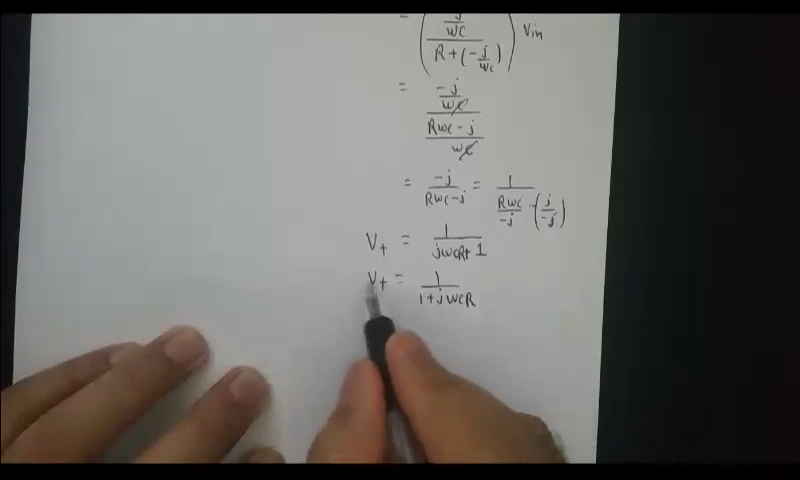 = (j/wc / R + (-j/wc)) Vin
= -j/wc / Rwc - j/wc
= -j / Rwc - j = 1 / Rwc/-j - (j/-j)
V+ = 1 / jwcR+ 1
V+ = 1 / 1+jwcR